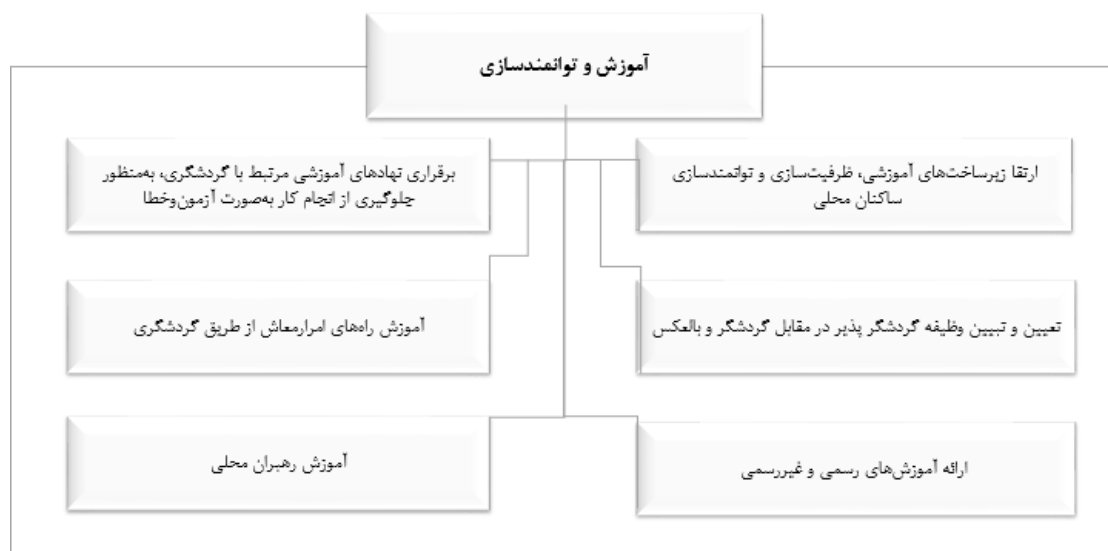 آموزش و توانمندسازی
ارتقا زیرساخت‌های آموزشی، ظرفیت‌سازی و توانمندسازی
ساکنان محلی
برقراری نهادهای آموزشی مرتبط با گردشگری، به‌منظور
جلوگیری از انجام کار به‌صورت آزمون‌وخطا
تعیین و تبیین وظیفه گردشگر پذیر در مقابل گردشگر و بالعکس
آموزش راه‌های امرارمعاش از طریق گردشگری
ارائه آموزش‌های رسمی و غیررسمی
آموزش رهبران محلی